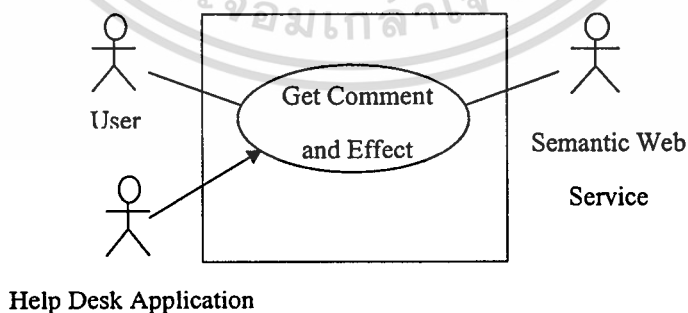 Get Comment
and Effect
User
Semantic Web
Service
Help Desk Application